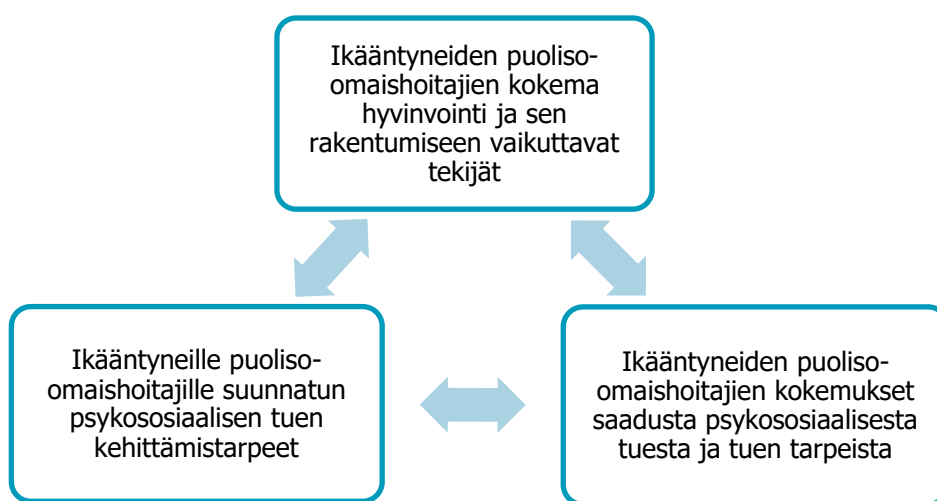 Ikääntyneiden puoliso-
omaishoitajien kokema
hyvinvointi ja sen
rakentumiseen vaikuttavat
tekijät
Ikääntyneille puoliso-
omaishoitajille suunnatun
psykososiaalisen tuen
kehittämistarpeet
Ikääntyneiden puoliso-
omaishoitajien kokemukset
saadusta psykososiaalisesta
tuesta ja tuen tarpeista